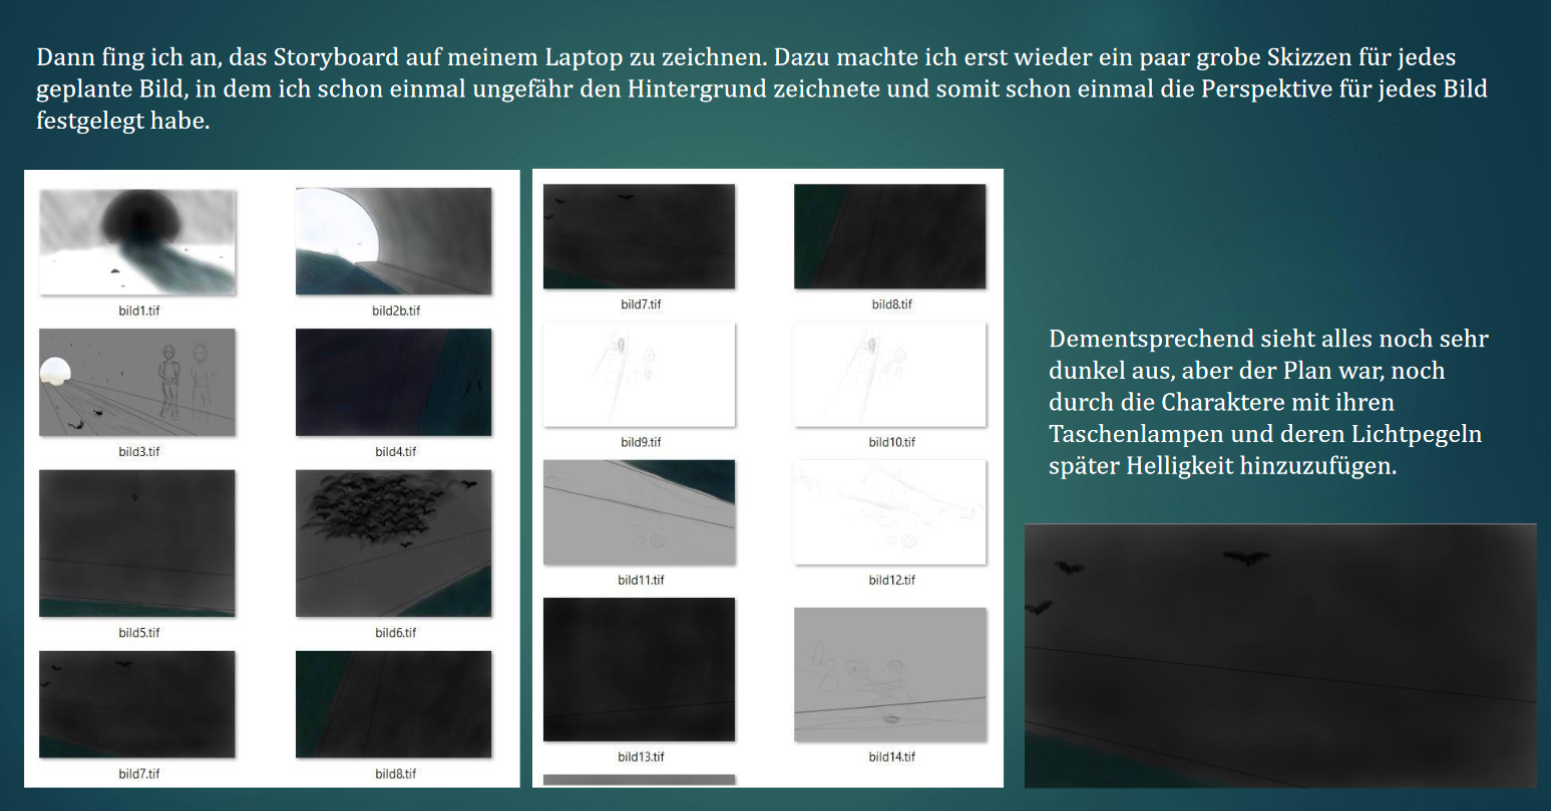 Dann fing ich an, das Storyboard auf meinem Laptop zu zeichnen. Dazu machte ich erst wieder ein paar grobe Skizzen für jedes
geplante Bild, in dem ich schon einmal ungefähr den Hintergrund zeichnete und somit schon einmal die Perspektive für jedes Bild
festgelegt habe.
bild1.tif
bild2b.tif
bild3.tif
bild4.tif
bild5.tif
bild6.tif
bild7.tif
bild8.tif
bild7.tif
bild8.tif
bild9.tif
bild10.tif
bild11.tif
bild12.tif
bild13.tif
bild14.tif
Dementsprechend sieht alles noch sehr
dunkel aus, aber der Plan war, noch
durch die Charaktere mit ihren
Taschenlampen und deren Lichtpegeln
später Helligkeit hinzuzufügen.